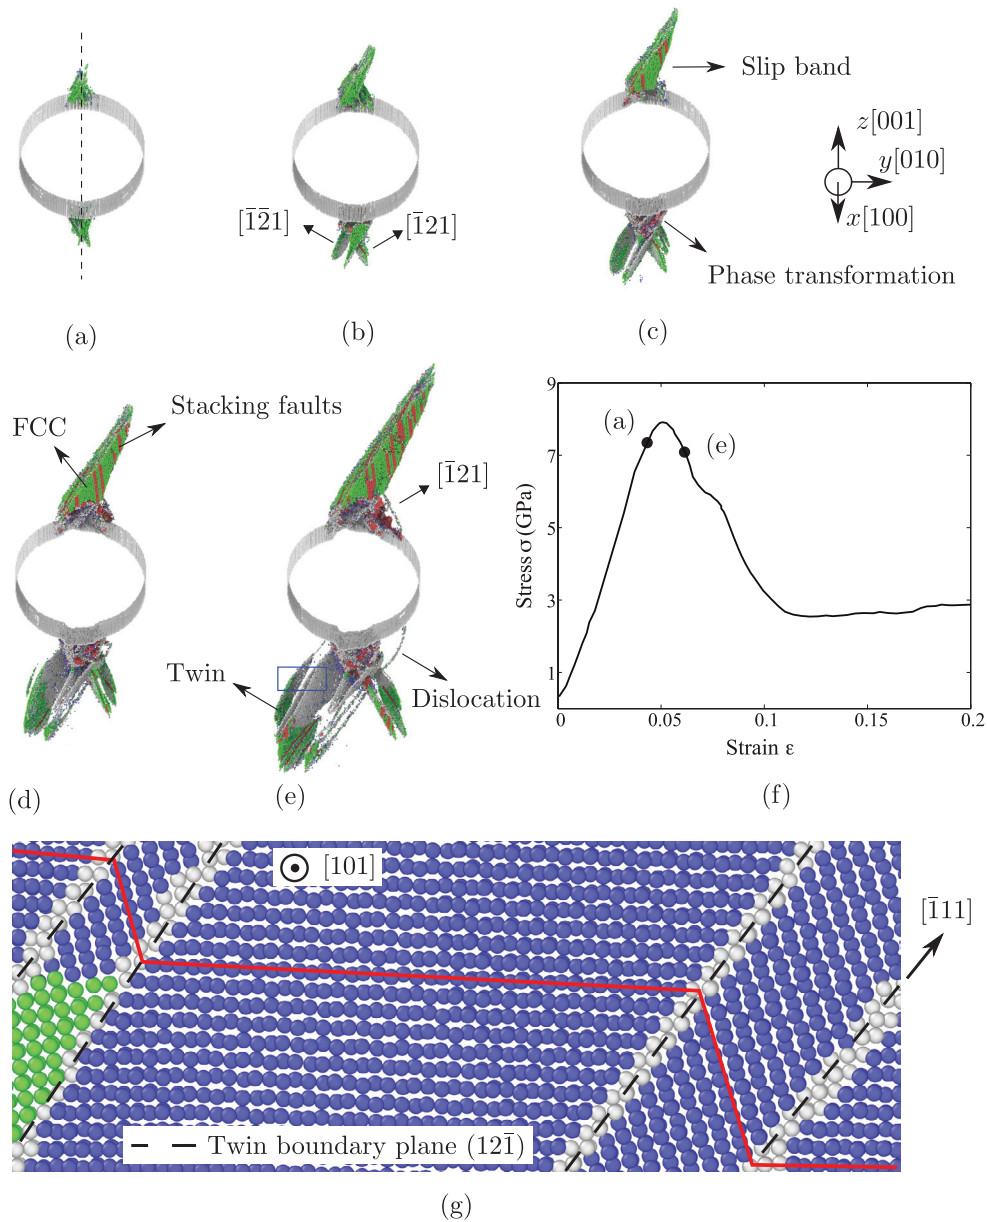 Slip band
z[001]
y[010]
x[100]
[1̅2̅1]
[1̅21]
Phase transformation
(a)
(b)
(c)
Stacking faults
FCC
[1̅21]
Twin
Dislocation
(d)
(e)
9
7
5
3
1
Stress σ (GPa)
(a)
(e)
0
0.05
0.1
0.15
0.2
Strain ε
(f)
[101]
[1̅11]
Twin boundary plane (121̅)
(g)